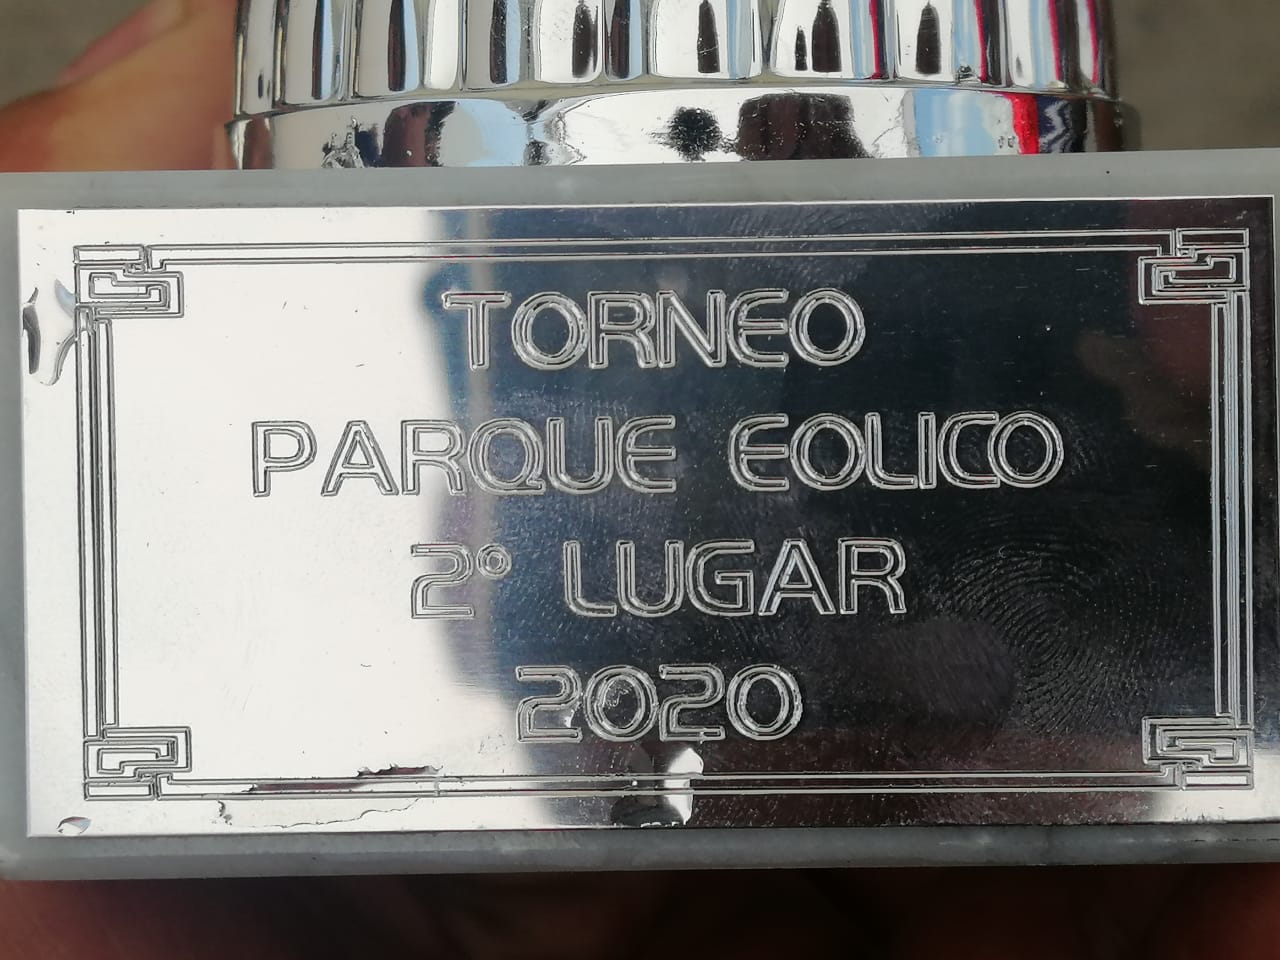 TORNEO
PARQUE EOLICO
2° LUGAR
2020